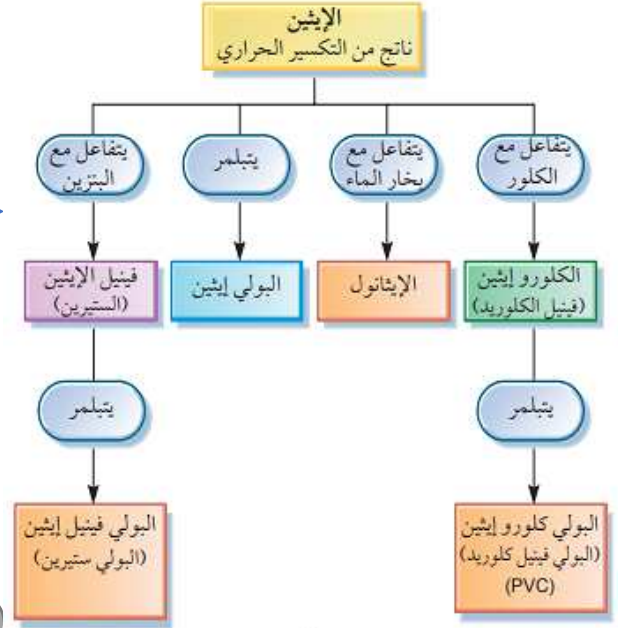 الإيثين
ناتج من التكسير الحراري
يتفاعل مع
الكلور
يتفاعل مع
بخار الماء
يتبلمر
يتفاعل مع
البنزين
الكلورو إيثين
(فينيل الكلوريد)
الإيثانول
البولي إيثين
فينيل الإيثين
(الستيرين)
يتبلمر
يتبلمر
البولي كلورو إيثين
(البولي فينيل كلوريد)
(PVC)
البولي فينيل إيثين
(البولي ستيرين)